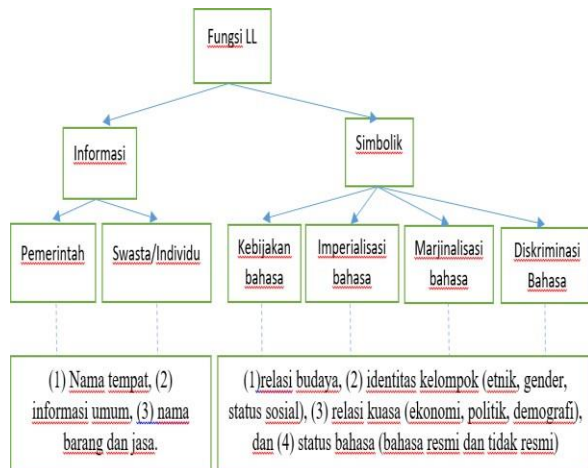 Fungsi LL
Informasi
Simbolik
Pemerintah
Swasta/Individu
Kebijakan
bahasa
Imperialisasi
bahasa
Marjinalisasi
bahasa
Diskriminasi
Bahasa
(1) Nama tempat, (2)
informasi umum, (3) nama
barang dan jasa.
(1)relasi budaya, (2) identitas kelompok (etnik, gender,
status sosial), (3) relasi kuasa (ekonomi, politik, demografi),
dan (4) status bahasa (bahasa resmi dan tidak resmi)